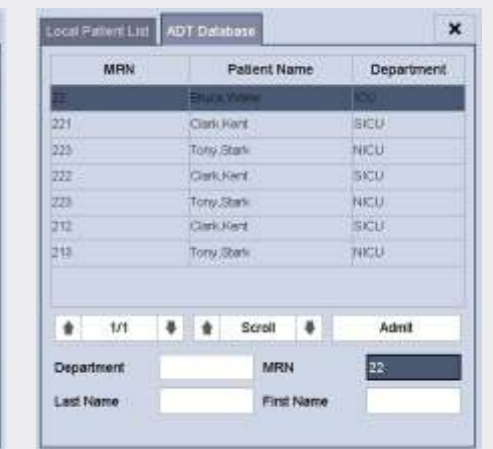 Local Patient List ADT Database
MRN Patient Name Department
22 Bruce,Wayne ICU
221 Clark,Kent SICU
223 Tony,Stark NICU
222 Clark,Kent SICU
223 Tony,Stark NICU
212 Clark,Kent SICU
213 Tony,Stark NICU
1/1 Scroll Admit
Department MRN 22
Last Name First Name